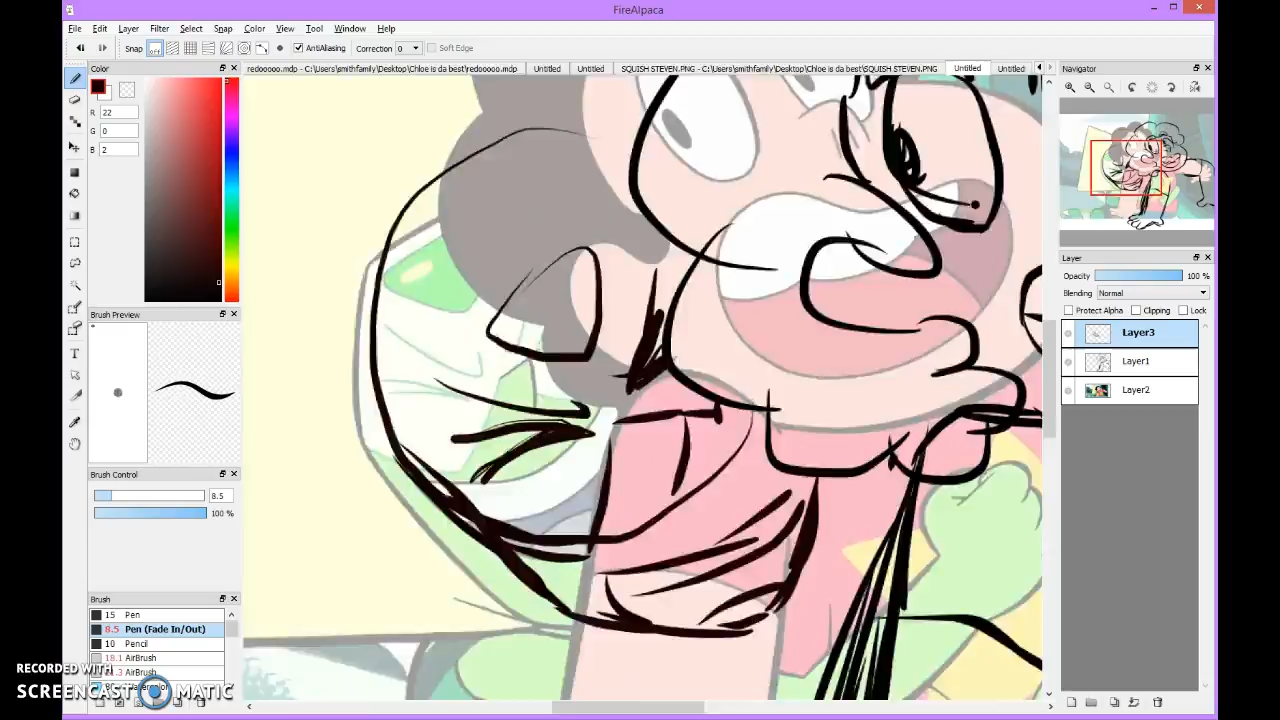 FireAlpaca
File Edit Layer Filter Select Snap Color View Tool Window Help
Snap off AntiAliasing Correction 0 Soft Edge
Color
redooooo.mdp - C:\Users\smithfamily\Desktop\Chloe is da best\redooooo.mdp Untitled Untitled SQUISH STEVEN.PNG - C:\Users\smithfamily\Desktop\Chloe is da best\SQUISH STEVEN.PNG Untitled Untitled
Navigator
R 22
G 0
B 2
Layer
Opacity 100 %
Blending Normal
Protect Alpha Clipping Lock
Layer3
Layer1
Layer2
Brush Preview
Brush Control
8.5
100 %
Brush
15 Pen
8.5 Pen (Fade In/Out)
10 Pencil
18.1 AirBrush
AirBrush
RECORDED WITH
SCREENCAST MATIC